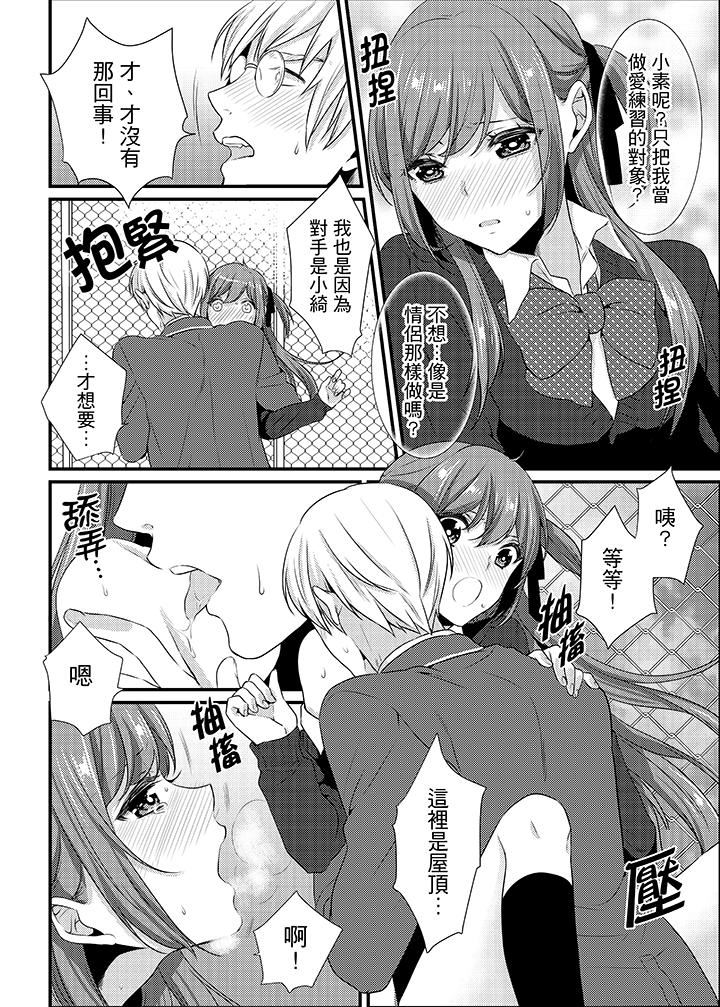 小素呢？只把我當
做愛練習的對象？
扭捏
不想…像是
情侶那樣做嗎？
扭捏
才、才沒有
那回事！
我也是因為
對手是小綺
抱緊
…才想要…
咦？
等等！
抽搐
舔弄…
嗯
抽搐
這裡是屋頂…
壓
啊！